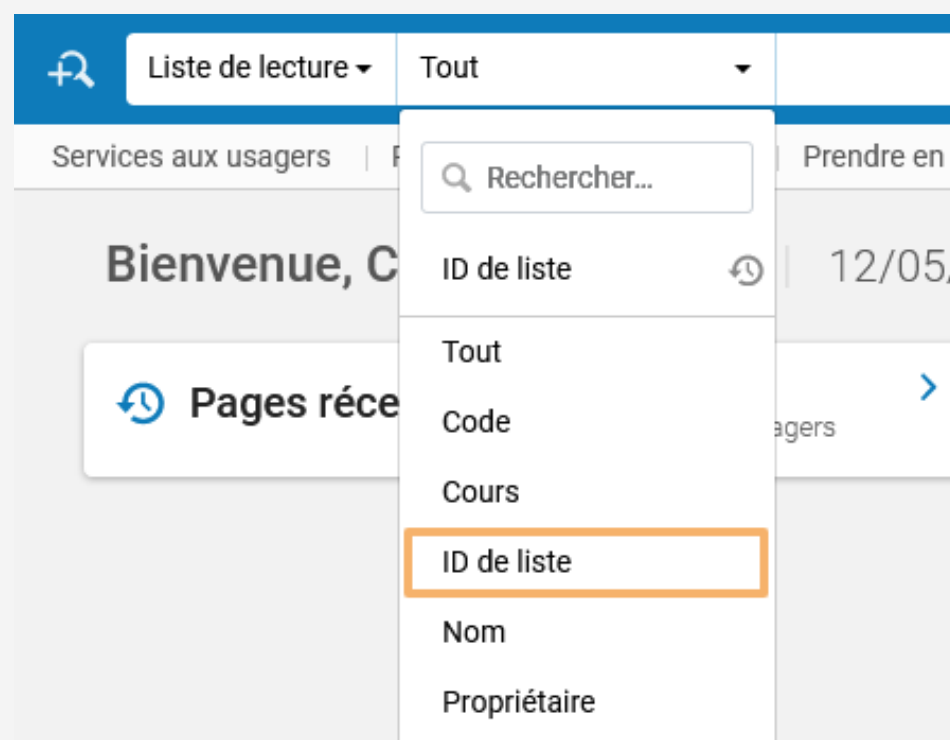 Liste de lecture
Tout
Services aux usagers
Prendre en
Rechercher...
Bienvenue, C
12/05/
ID de liste
Tout
Pages réce
Code
agers
Cours
ID de liste
Nom
Propriétaire